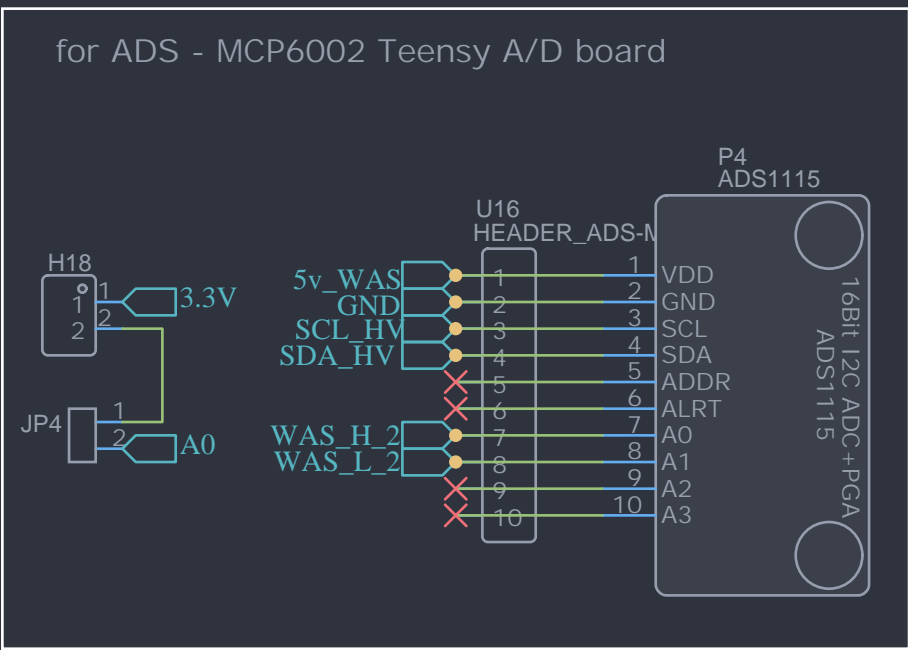 for ADS - MCP6002 Teensy A/D board
P4
ADS1115
U16
HEADER_ADS-M
H18
1 1 3.3V
2 2
JP4
1
2 A0
5v_WAS 1 1 VDD
GND 2 2 GND
SCL_HV 3 3 SCL
SDA_HV 4 4 SDA
5 5 ADDR
6 6 ALRT
WAS_H_2 7 7 A0
WAS_L_2 8 8 A1
9 9 A2
10 10 A3
16Bit I2C ADC+PGA
ADS1115